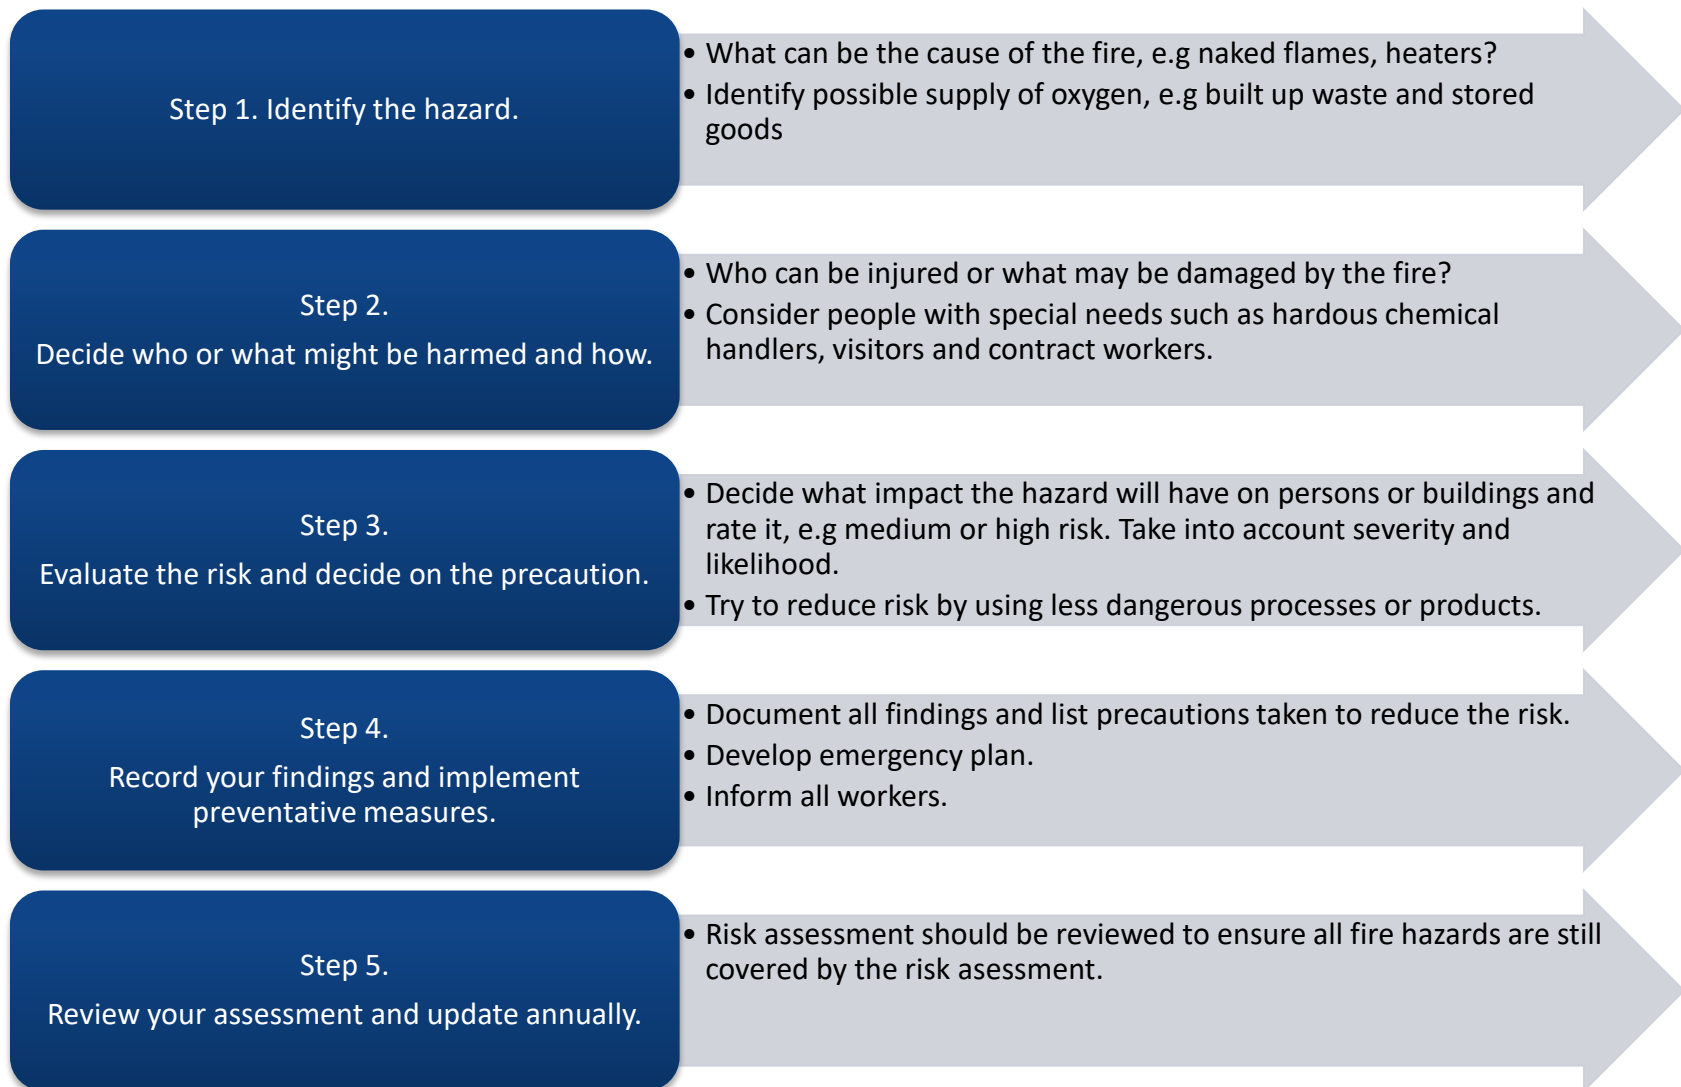 Step 1. Identify the hazard.
• What can be the cause of the fire, e.g naked flames, heaters?
• Identify possible supply of oxygen, e.g built up waste and stored
goods
Step 2.
Decide who or what might be harmed and how.
• Who can be injured or what may be damaged by the fire?
• Consider people with special needs such as hardous chemical
handlers, visitors and contract workers.
Step 3.
Evaluate the risk and decide on the precaution.
• Decide what impact the hazard will have on persons or buildings and
rate it, e.g medium or high risk. Take into account severity and
likelihood.
• Try to reduce risk by using less dangerous processes or products.
Step 4.
Record your findings and implement
preventative measures.
• Document all findings and list precautions taken to reduce the risk.
• Develop emergency plan.
• Inform all workers.
Step 5.
Review your assessment and update annually.
• Risk assessment should be reviewed to ensure all fire hazards are still
covered by the risk asessment.